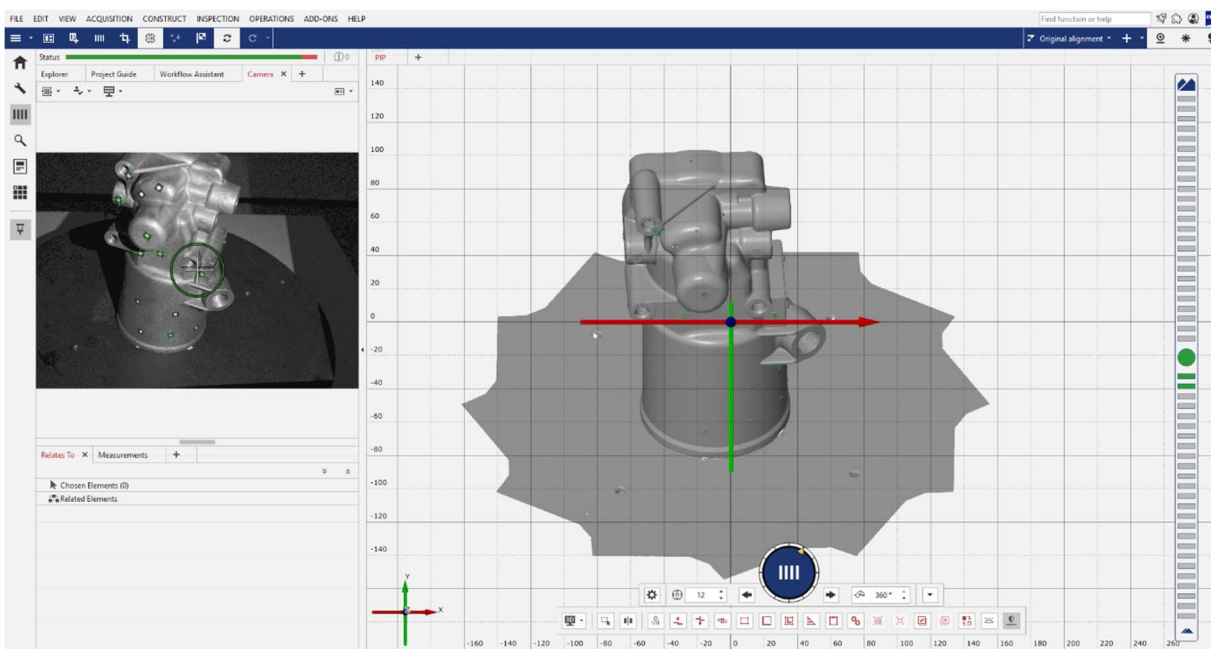 FILE EDIT VIEW ACQUISITION CONSTRUCT INSPECTION OPERATIONS ADD-ONS HELP
Find function or help
Original alignment
Status
0
PIP
Explorer Project Guide Workflow Assistant Camera
140
120
100
80
60
40
20
0
-20
-40
-60
-80
-100
-120
-140
Relates To Measurements
Chosen Elements (0)
Related Elements
Y
X
12
360°
-160 -140 -120 -100 -80 -60 -40 -20 0 20 40 60 80 100 120 140 160 180 200 220 240